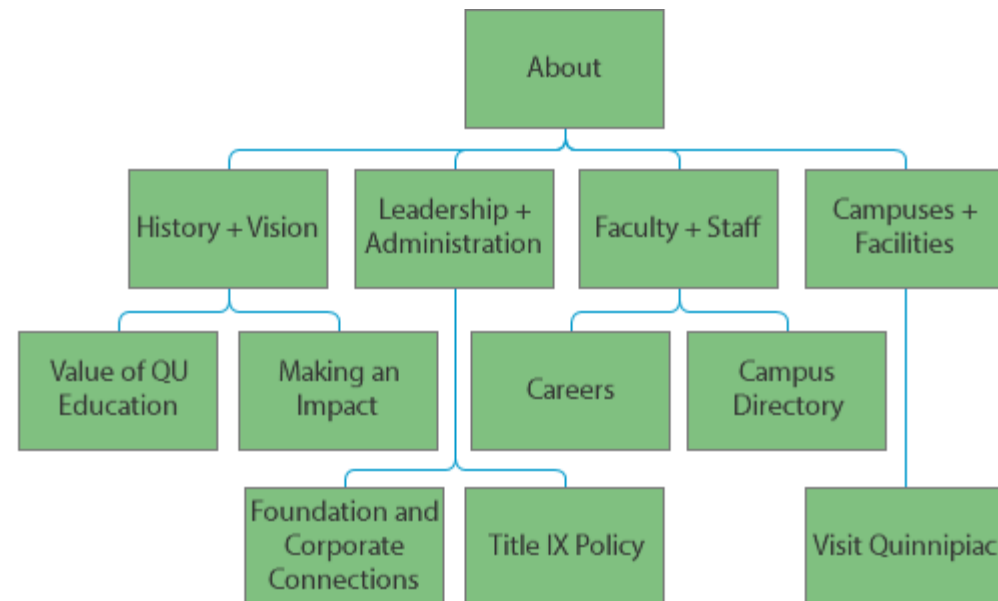 About
History + Vision
Leadership +
Administration
Faculty + Staff
Campuses +
Facilities
Value of QU
Education
Making an
Impact
Careers
Campus
Directory
Foundation and
Corporate
Connections
Title IX Policy
Visit Quinnipiac